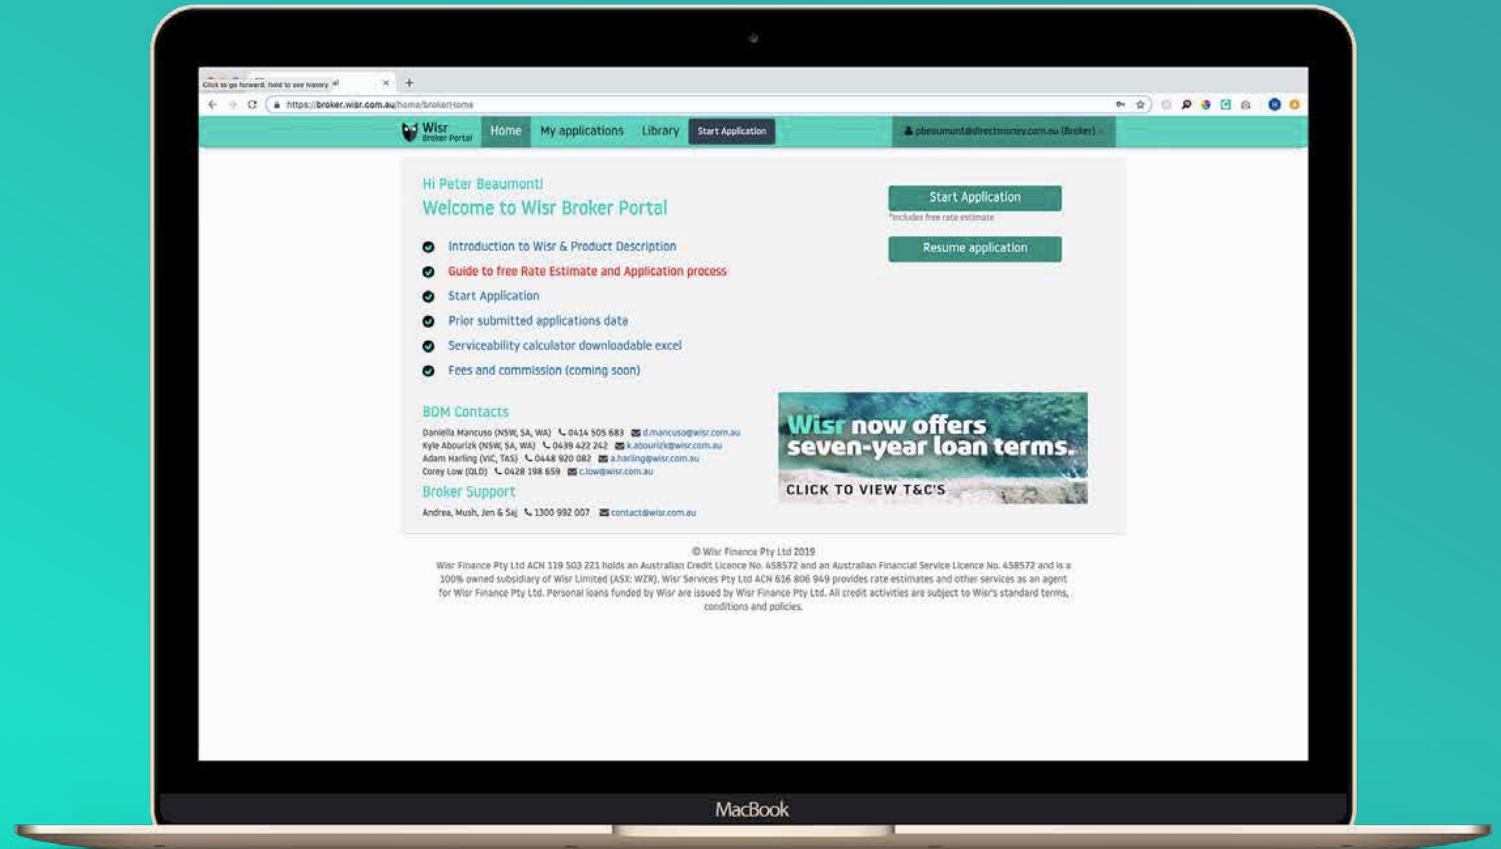 Click to go forward, hold to see history
https://broker.wisr.com.au/home/brokerHome
Wisr
Broker Portal
Home
My applications
Library
Start Application
pbeaumont@directmoney.com.au (Broker)
Hi Peter Beaumont!
Welcome to Wisr Broker Portal
Introduction to Wisr & Product Description
Guide to free Rate Estimate and Application process
Start Application
Prior submitted applications data
Serviceability calculator downloadable excel
Fees and commission (coming soon)
Start Application
*Includes free rate estimate
Resume application
BDM Contacts
Daniella Mancuso (NSW, SA, WA) 0414 505 683 d.mancuso@wisr.com.au
Kyle Abourizk (NSW, SA, WA) 0439 422 242 k.abourizk@wisr.com.au
Adam Harling (VIC, TAS) 0448 920 082 a.harling@wisr.com.au
Corey Low (QLD) 0428 198 659 c.low@wisr.com.au
Broker Support
Andrea, Mush, Jen & Saj 1300 992 007 contact@wisr.com.au
Wisr now offers
seven-year loan terms.
CLICK TO VIEW T&C'S
© Wisr Finance Pty Ltd 2019
Wisr Finance Pty Ltd ACN 119 503 221 holds an Australian Credit Licence No. 458572 and an Australian Financial Service Licence No. 458572 and is a
100% owned subsidiary of Wisr Limited (ASX: WZR). Wisr Services Pty Ltd ACN 616 806 949 provides rate estimates and other services as an agent
for Wisr Finance Pty Ltd. Personal loans funded by Wisr are issued by Wisr Finance Pty Ltd. All credit activities are subject to Wisr's standard terms,
conditions and policies.
MacBook